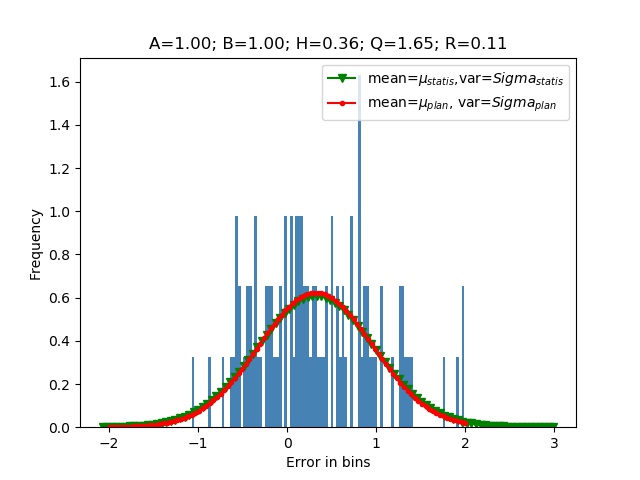 A=1.00; B=1.00; H=0.36; Q=1.65; R=0.11
mean=μstatis,var=Sigmastatis
mean=μplan, var=Sigmaplan
1.6
1.4
1.2
1.0
0.8
0.6
0.4
0.2
0.0
Frequency
−2 −1 0 1 2 3
Error in bins